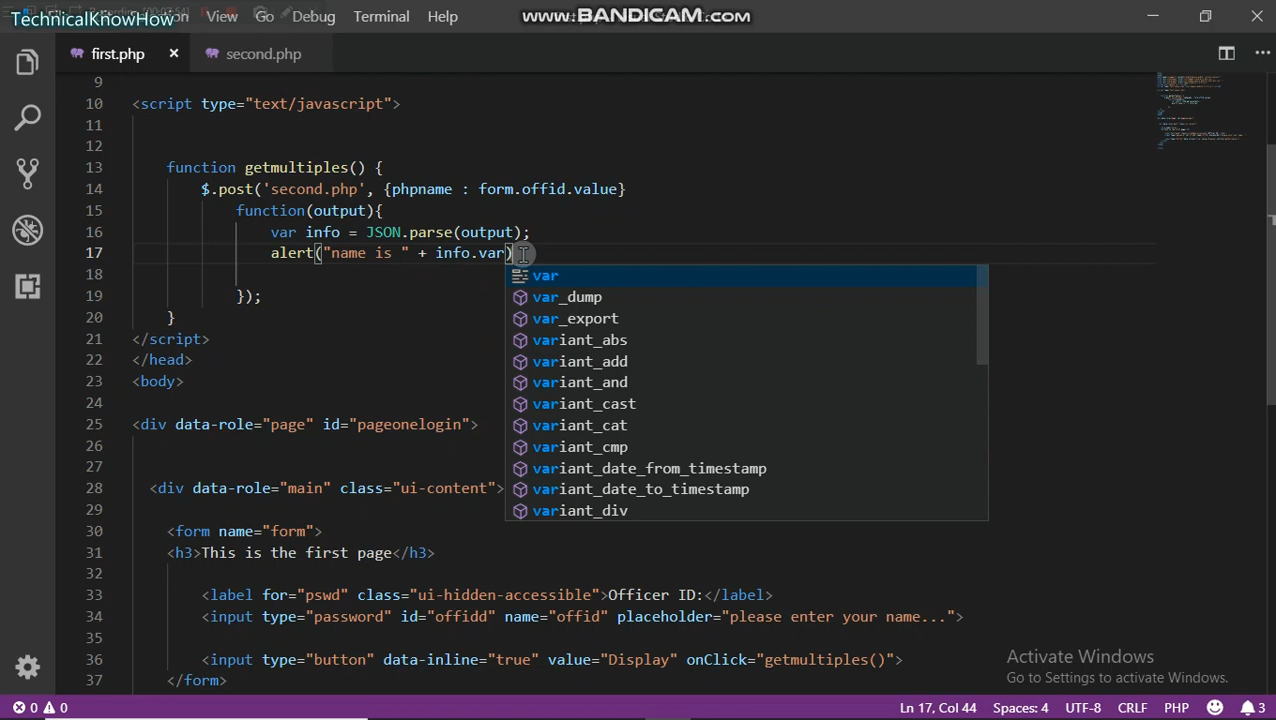 TechnicalKnowHow
View Go Debug Terminal Help
www.BANDICAM.com
first.php
second.php
9
10 <script type="text/javascript">
11
12
13 function getmultiples() {
14 $.post('second.php', {phpname : form.offid.value}
15 function(output){
16 var info = JSON.parse(output);
17 alert("name is " + info.var)
18
19 });
20 }
21 </script>
22 </head>
23 <body>
24
25 <div data-role="page" id="pageonelogin">
26
27
28 <div data-role="main" class="ui-content">
29
30 <form name="form">
31 <h3>This is the first page</h3>
32
33 <label for="pswd" class="ui-hidden-accessible">Officer ID:</label>
34 <input type="password" id="offidd" name="offid" placeholder="please enter your name...">
35
36 <input type="button" data-inline="true" value="Display" onClick="getmultiples()">
37 </form>
var
var_dump
var_export
variant_abs
variant_add
variant_and
variant_cast
variant_cat
variant_cmp
variant_date_from_timestamp
variant_date_to_timestamp
variant_div
Activate Windows
Go to Settings to activate Windows.
0 0
Ln 17, Col 44 Spaces: 4 UTF-8 CRLF PHP 3